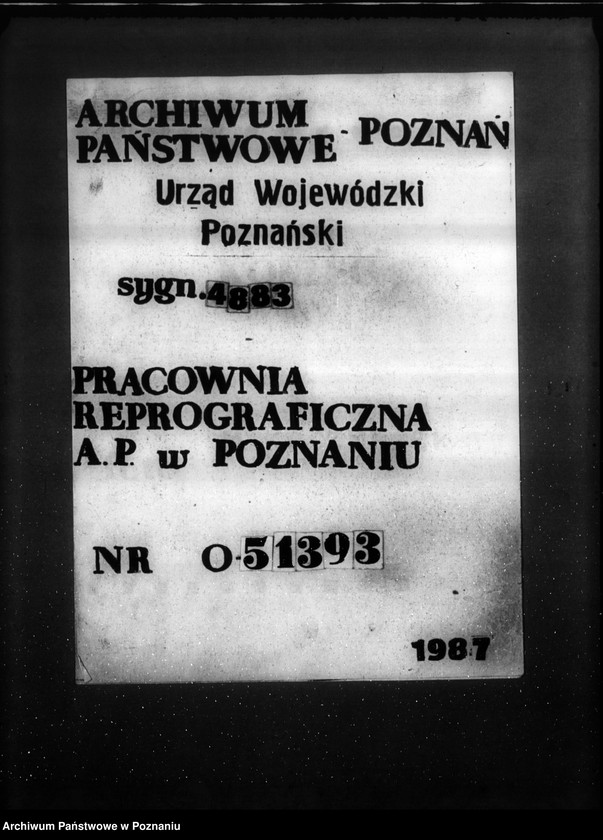 ARCHIWUM
PAŃSTWOWE - POZNAŃ
Urząd Wojewódzki
Poznański
sygn. 4883
PRACOWNIA
REPROGRAFICZNA
A.P. w POZNANIU
NR O-51393
1987
Archiwum Państwowe w Poznaniu